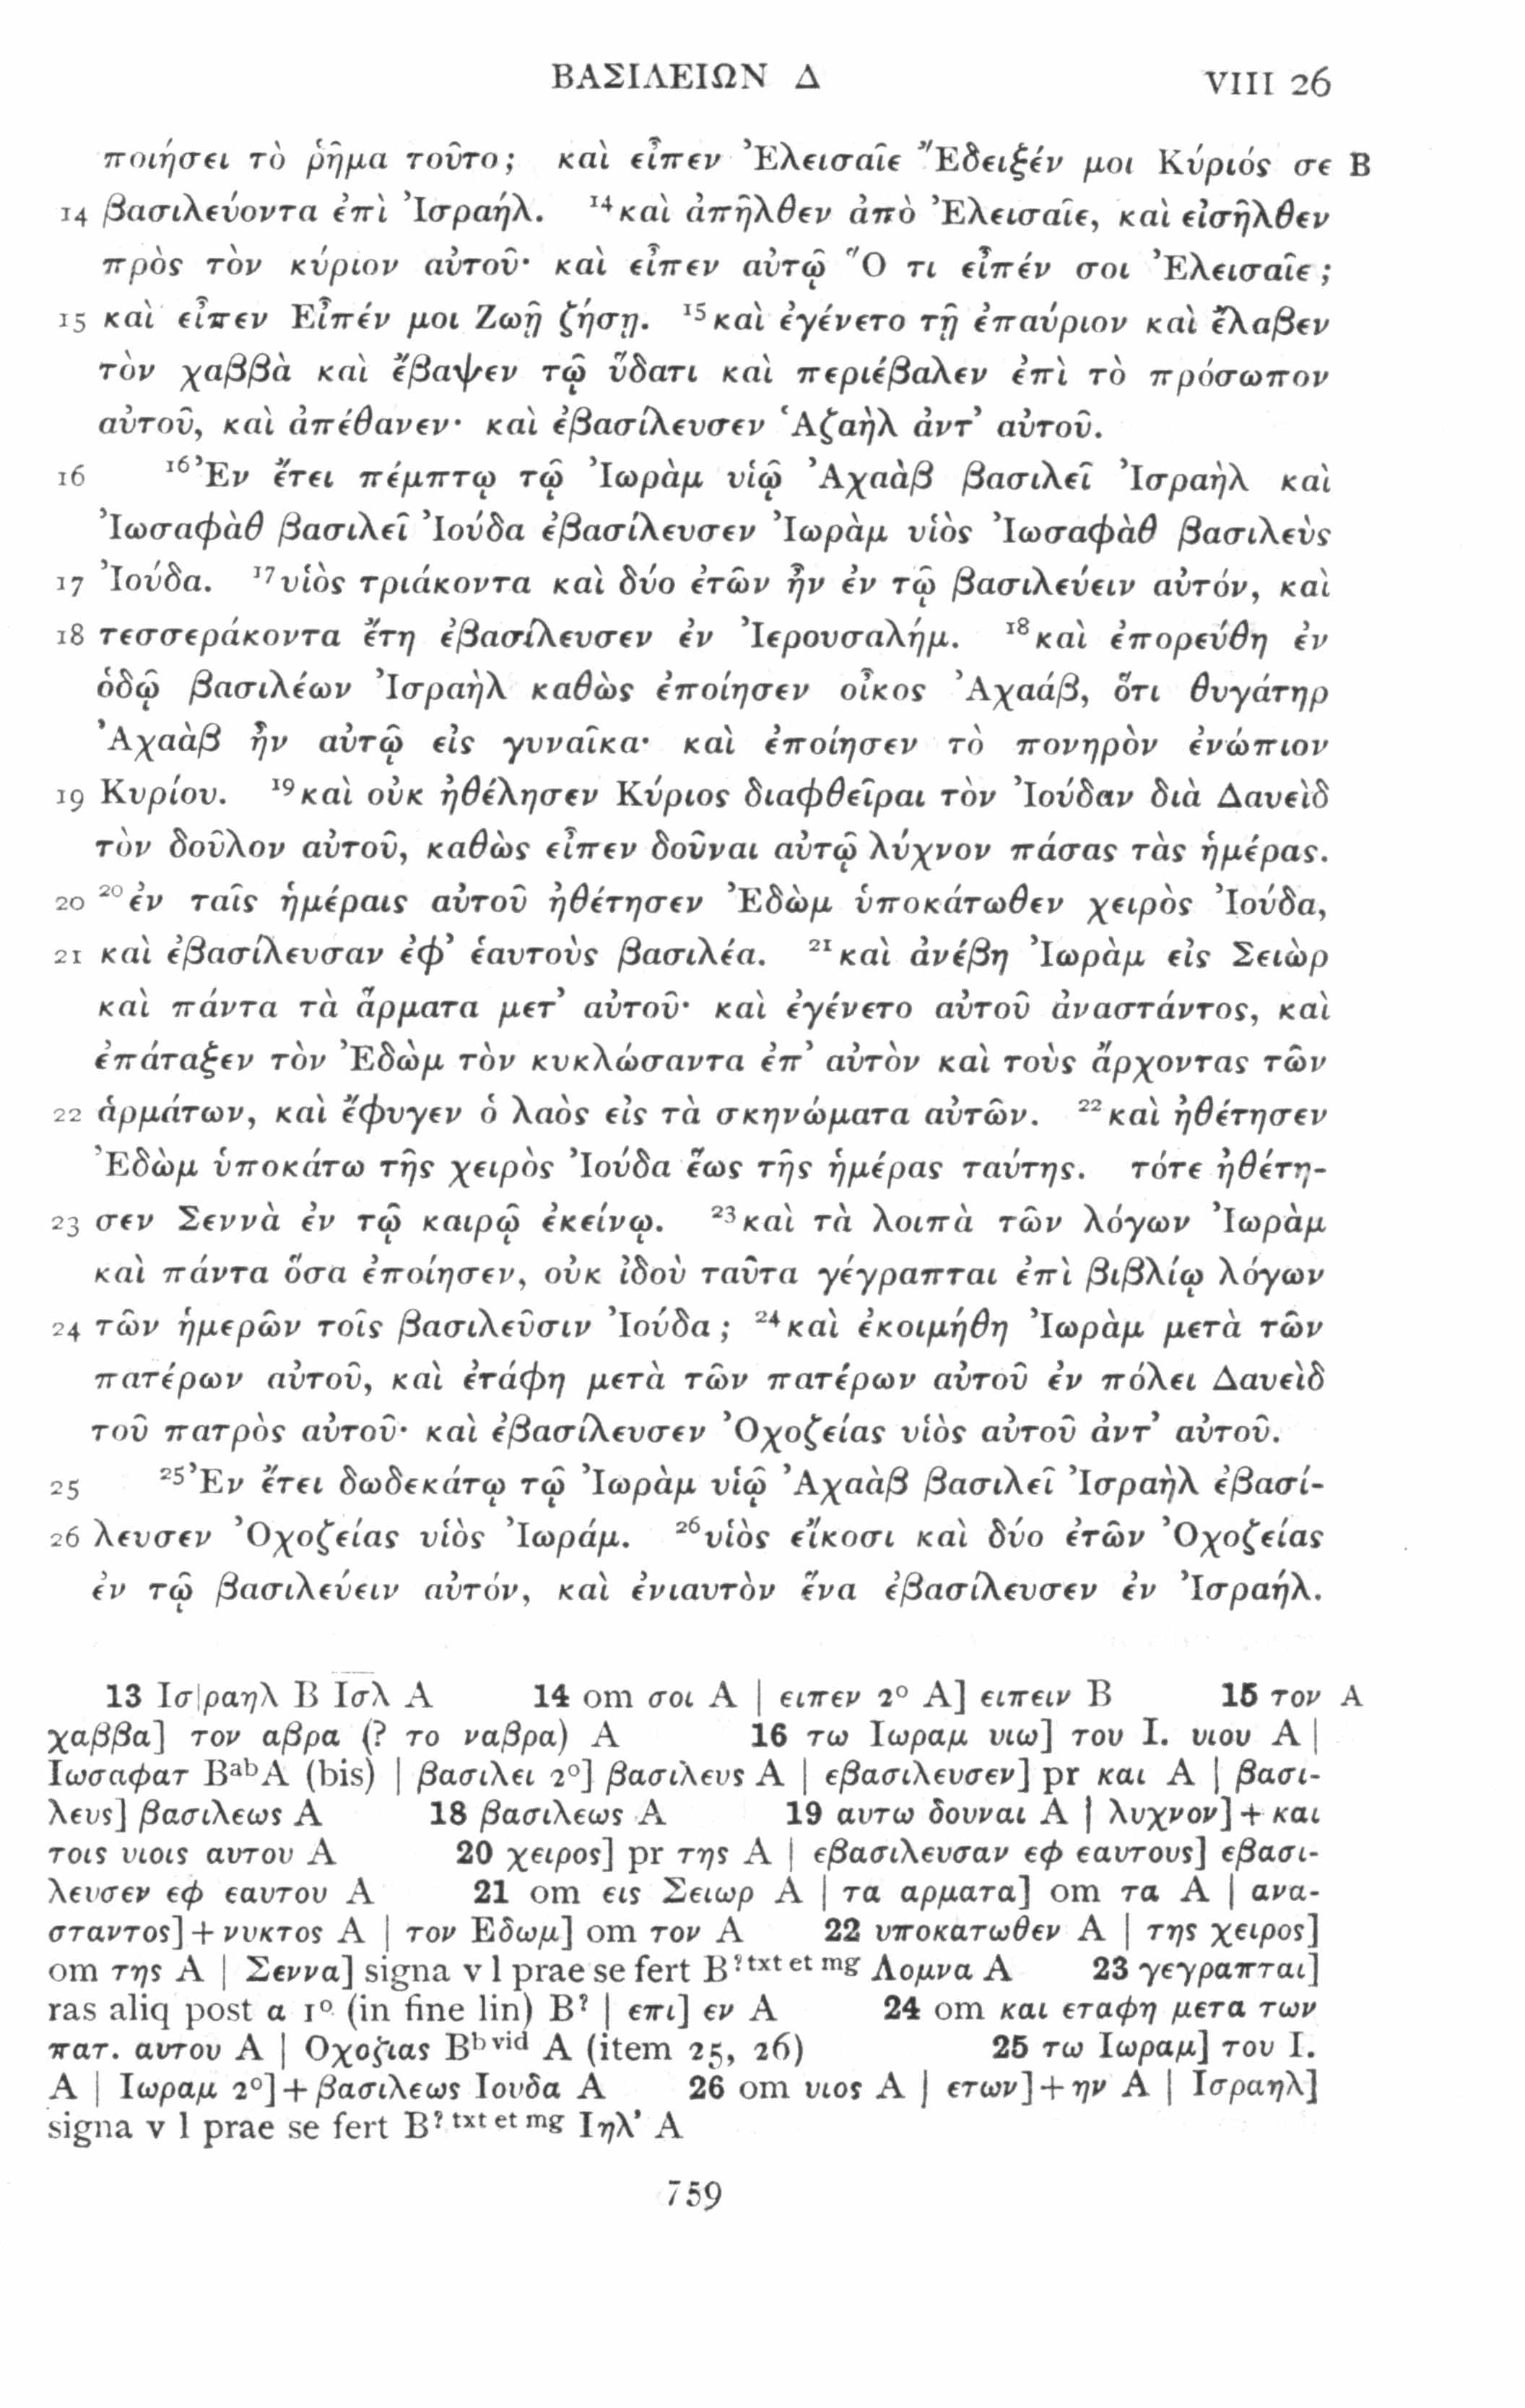 ΒΑΣΙΛΕΙΩΝ Δ VIII 26
ποιήσει τὸ ῥῆμα τοῦτο; καὶ εἶπεν Ἐλεισαῖε Ἔδειξέν μοι Κύριός σε B
14 βασιλεύοντα ἐπὶ Ἰσραήλ. ¹⁴καὶ ἀπῆλθεν ἀπὸ Ἐλεισαῖε, καὶ εἰσῆλθεν
πρὸς τὸν κύριον αὐτοῦ· καὶ εἶπεν αὐτῷ Ὅ τι εἶπέν σοι Ἐλεισαῖε;
15 καὶ εἶπεν Εἶπέν μοι Ζωῇ ζήσῃ. ¹⁵καὶ ἐγένετο τῇ ἐπαύριον καὶ ἔλαβεν
τὸν χαββὰ καὶ ἔβαψεν τῷ ὕδατι καὶ περιέβαλεν ἐπὶ τὸ πρόσωπον
αὐτοῦ, καὶ ἀπέθανεν· καὶ ἐβασίλευσεν Ἁζαὴλ ἀντ᾽ αὐτοῦ.
16 ¹⁶Ἐν ἔτει πέμπτῳ τῷ Ἰωρὰμ υἱῷ Ἀχαὰβ βασιλεῖ Ἰσραὴλ καὶ
Ἰωσαφὰθ βασιλεῖ Ἰούδα ἐβασίλευσεν Ἰωρὰμ υἱὸς Ἰωσαφὰθ βασιλεὺς
17 Ἰούδα. ¹⁷υἱὸς τριάκοντα καὶ δύο ἐτῶν ἦν ἐν τῷ βασιλεύειν αὐτόν, καὶ
18 τεσσεράκοντα ἔτη ἐβασίλευσεν ἐν Ἰερουσαλήμ. ¹⁸καὶ ἐπορεύθη ἐν
ὁδῷ βασιλέων Ἰσραὴλ καθὼς ἐποίησεν οἶκος Ἀχαάβ, ὅτι θυγάτηρ
Ἀχαὰβ ἦν αὐτῷ εἰς γυναῖκα· καὶ ἐποίησεν τὸ πονηρὸν ἐνώπιον
19 Κυρίου. ¹⁹καὶ οὐκ ἠθέλησεν Κύριος διαφθεῖραι τὸν Ἰούδαν διὰ Δαυεὶδ
τὸν δοῦλον αὐτοῦ, καθὼς εἶπεν δοῦναι αὐτῷ λύχνον πάσας τὰς ἡμέρας.
20 ²⁰ἐν ταῖς ἡμέραις αὐτοῦ ἠθέτησεν Ἐδὼμ ὑποκάτωθεν χειρὸς Ἰούδα,
21 καὶ ἐβασίλευσαν ἐφ᾽ ἑαυτοὺς βασιλέα. ²¹καὶ ἀνέβη Ἰωρὰμ εἰς Σειὼρ
καὶ πάντα τὰ ἅρματα μετ᾽ αὐτοῦ· καὶ ἐγένετο αὐτοῦ ἀναστάντος, καὶ
ἐπάταξεν τὸν Ἐδὼμ τὸν κυκλώσαντα ἐπ᾽ αὐτὸν καὶ τοὺς ἄρχοντας τῶν
22 ἁρμάτων, καὶ ἔφυγεν ὁ λαὸς εἰς τὰ σκηνώματα αὐτῶν. ²²καὶ ἠθέτησεν
Ἐδὼμ ὑποκάτω τῆς χειρὸς Ἰούδα ἕως τῆς ἡμέρας ταύτης. τότε ἠθέτη-
23 σεν Σεννὰ ἐν τῷ καιρῷ ἐκείνῳ. ²³καὶ τὰ λοιπὰ τῶν λόγων Ἰωρὰμ
καὶ πάντα ὅσα ἐποίησεν, οὐκ ἰδοὺ ταῦτα γέγραπται ἐπὶ βιβλίῳ λόγων
24 τῶν ἡμερῶν τοῖς βασιλεῦσιν Ἰούδα; ²⁴καὶ ἐκοιμήθη Ἰωρὰμ μετὰ τῶν
πατέρων αὐτοῦ, καὶ ἐτάφη μετὰ τῶν πατέρων αὐτοῦ ἐν πόλει Δαυεὶδ
τοῦ πατρὸς αὐτοῦ· καὶ ἐβασίλευσεν Ὀχοζείας υἱὸς αὐτοῦ ἀντ᾽ αὐτοῦ.
25 ²⁵Ἐν ἔτει δωδεκάτῳ τῷ Ἰωρὰμ υἱῷ Ἀχαὰβ βασιλεῖ Ἰσραὴλ ἐβασί-
26 λευσεν Ὀχοζείας υἱὸς Ἰωράμ. ²⁶υἱὸς εἴκοσι καὶ δύο ἐτῶν Ὀχοζείας
ἐν τῷ βασιλεύειν αὐτόν, καὶ ἐνιαυτὸν ἕνα ἐβασίλευσεν ἐν Ἰσραήλ.
13 Ισ|ραηλ B Ι̅σ̅λ̅ A 14 om σοι A | ειπεν 2⁰ A] ειπειν B 15 τον A
χαββα] τον αβρα (? το ναβρα) A 16 τω Ιωραμ υιω] του Ι. υιου A |
Ιωσαφατ BᵃᵇA (bis) | βασιλει 2⁰] βασιλευς A | εβασιλευσεν] pr και A | βασι-
λευς] βασιλεως A 18 βασιλεως A 19 αυτω δουναι A | λυχνον] + και
τοις υιοις αυτου A 20 χειρος] pr της A | εβασιλευσαν εφ εαυτους] εβασι-
λευσεν εφ εαυτου A 21 om εις Σειωρ A | τα αρματα] om τα A | ανα-
σταντος] + νυκτος A | τον Εδωμ] om τον A 22 υποκατωθεν A | της χειρος]
om της A | Σεννα] signa v l prae se fert B?ᵗˣᵗ ᵉᵗ ᵐᵍ Λομνα A 23 γεγραπται]
ras aliq post α 1⁰ (in fine lin) B? | επι] εν A 24 om και εταφη μετα των
πατ. αυτου A | Οχοζιας Bᵇ ᵛⁱᵈ A (item 25, 26) 25 τω Ιωραμ] του Ι.
A | Ιωραμ 2⁰] + βασιλεως Ιουδα A 26 om υιος A | ετων] + ην A | Ισραηλ]
signa v l prae se fert B? ᵗˣᵗ ᵉᵗ ᵐᵍ Ιηλ' A
759